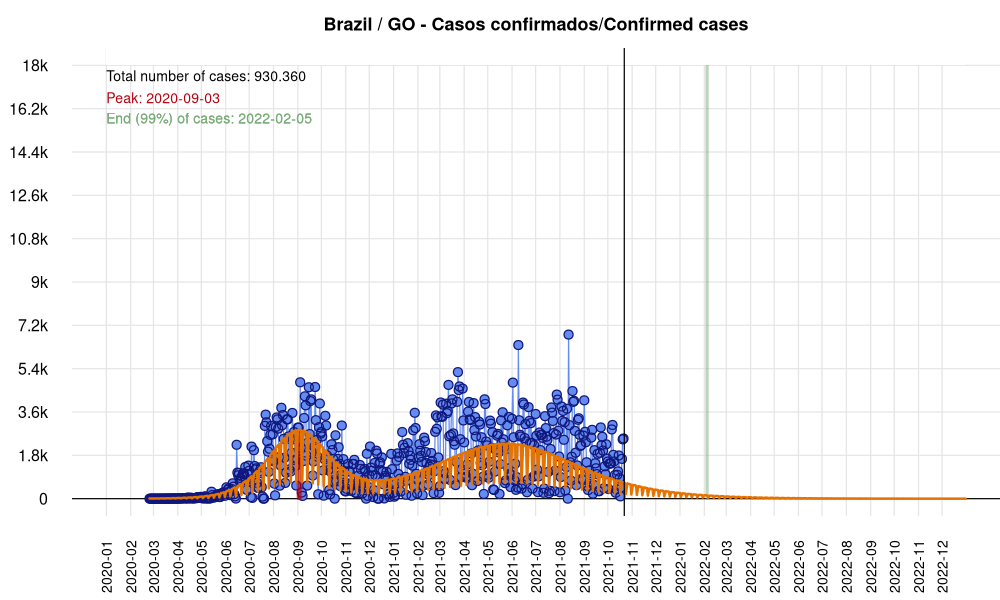 Brazil / GO - Casos confirmados/Confirmed cases
18k
Total number of cases: 930.360
Peak: 2020-09-03
End (99%) of cases: 2022-02-05
16.2k
14.4k
12.6k
10.8k
9k
7.2k
5.4k
3.6k
1.8k
0
2020-01
2020-02
2020-03
2020-04
2020-05
2020-06
2020-07
2020-08
2020-09
2020-10
2020-11
2020-12
2021-01
2021-02
2021-03
2021-04
2021-05
2021-06
2021-07
2021-08
2021-09
2021-10
2021-11
2021-12
2022-01
2022-02
2022-03
2022-04
2022-05
2022-06
2022-07
2022-08
2022-09
2022-10
2022-11
2022-12